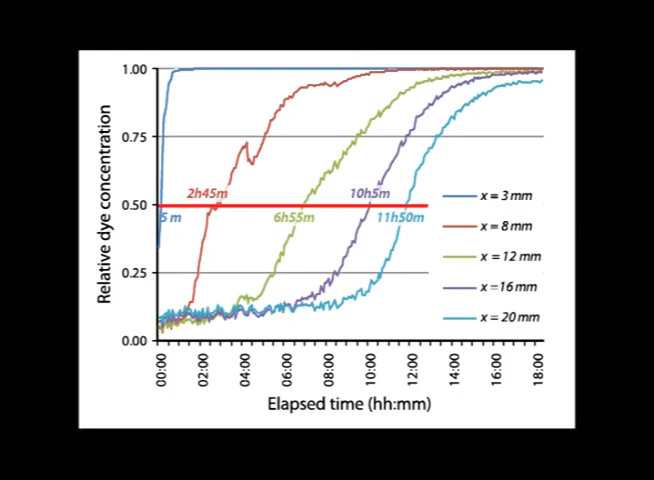 1.00
0.75
0.50
0.25
0.00
Relative dye concentration
2h45m
10h5m
5 m
6h55m
11h50m
x = 3 mm
x = 8 mm
x = 12 mm
x = 16 mm
x = 20 mm
00:00 02:00 04:00 06:00 08:00 10:00 12:00 14:00 16:00 18:00
Elapsed time (hh:mm)